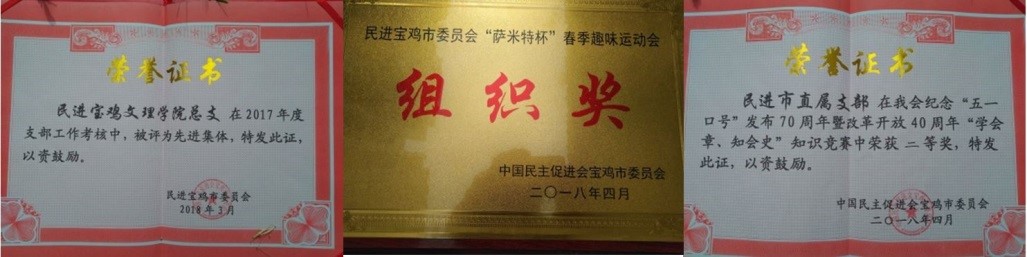 荣誉证书
民进宝鸡文理学院总支 在2017年度
支部工作考核中，被评为先进集体，特发此证，
以资鼓励。
民进宝鸡市委员会
2018年3月
民进宝鸡市委员会“萨米特杯”春季趣味运动会
组织奖
中国民主促进会宝鸡市委员会
二〇一八年四月
荣誉证书
民进市直属支部 在我会纪念“五一
口号”发布70周年暨改革开放40周年“学会
章、知会史”知识竞赛中荣获 二等奖，特发
此证，以资鼓励。
中国民主促进会宝鸡市委员会
二〇一八年四月